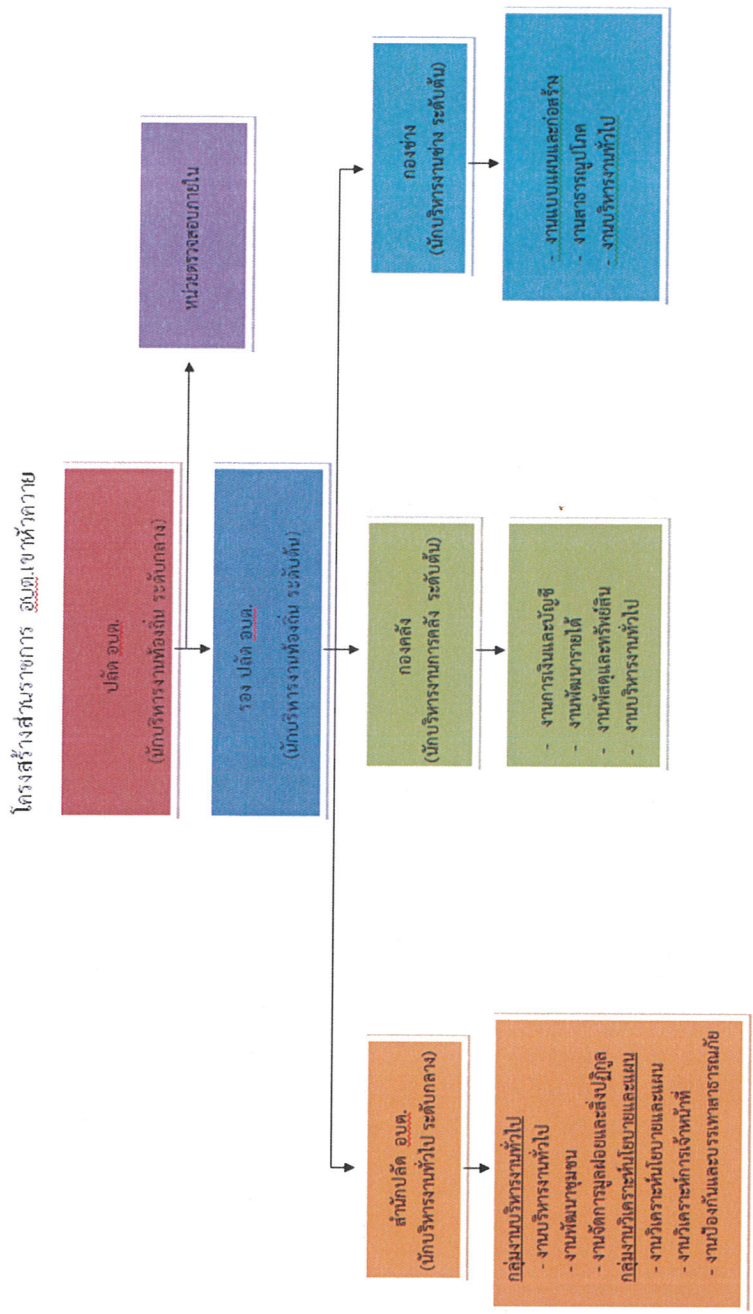 โครงสร้างส่วนราชการ อบต.เขาหัวควาย
ปลัด อบต.
(นักบริหารงานท้องถิ่น ระดับกลาง)
หน่วยตรวจสอบภายใน
รอง ปลัด อบต.
(นักบริหารงานท้องถิ่น ระดับต้น)
สำนักปลัด อบต.
(นักบริหารงานทั่วไป ระดับกลาง)
กองคลัง
(นักบริหารงานการคลัง ระดับต้น)
กองช่าง
(นักบริหารงานช่าง ระดับต้น)
กลุ่มงานบริหารงานทั่วไป
- งานบริหารงานทั่วไป
- งานพัฒนาชุมชน
- งานจัดการมูลฝอยและสิ่งปฏิกูล
กลุ่มงานวิเคราะห์นโยบายและแผน
- งานวิเคราะห์นโยบายและแผน
- งานวิเคราะห์การเจ้าหน้าที่
- งานป้องกันและบรรเทาสาธารณภัย
- งานการเงินและบัญชี
- งานพัฒนารายได้
- งานพัสดุและทรัพย์สิน
- งานบริหารงานทั่วไป
- งานแบบแผนและก่อสร้าง
- งานสาธารณูปโภค
- งานบริหารงานทั่วไป